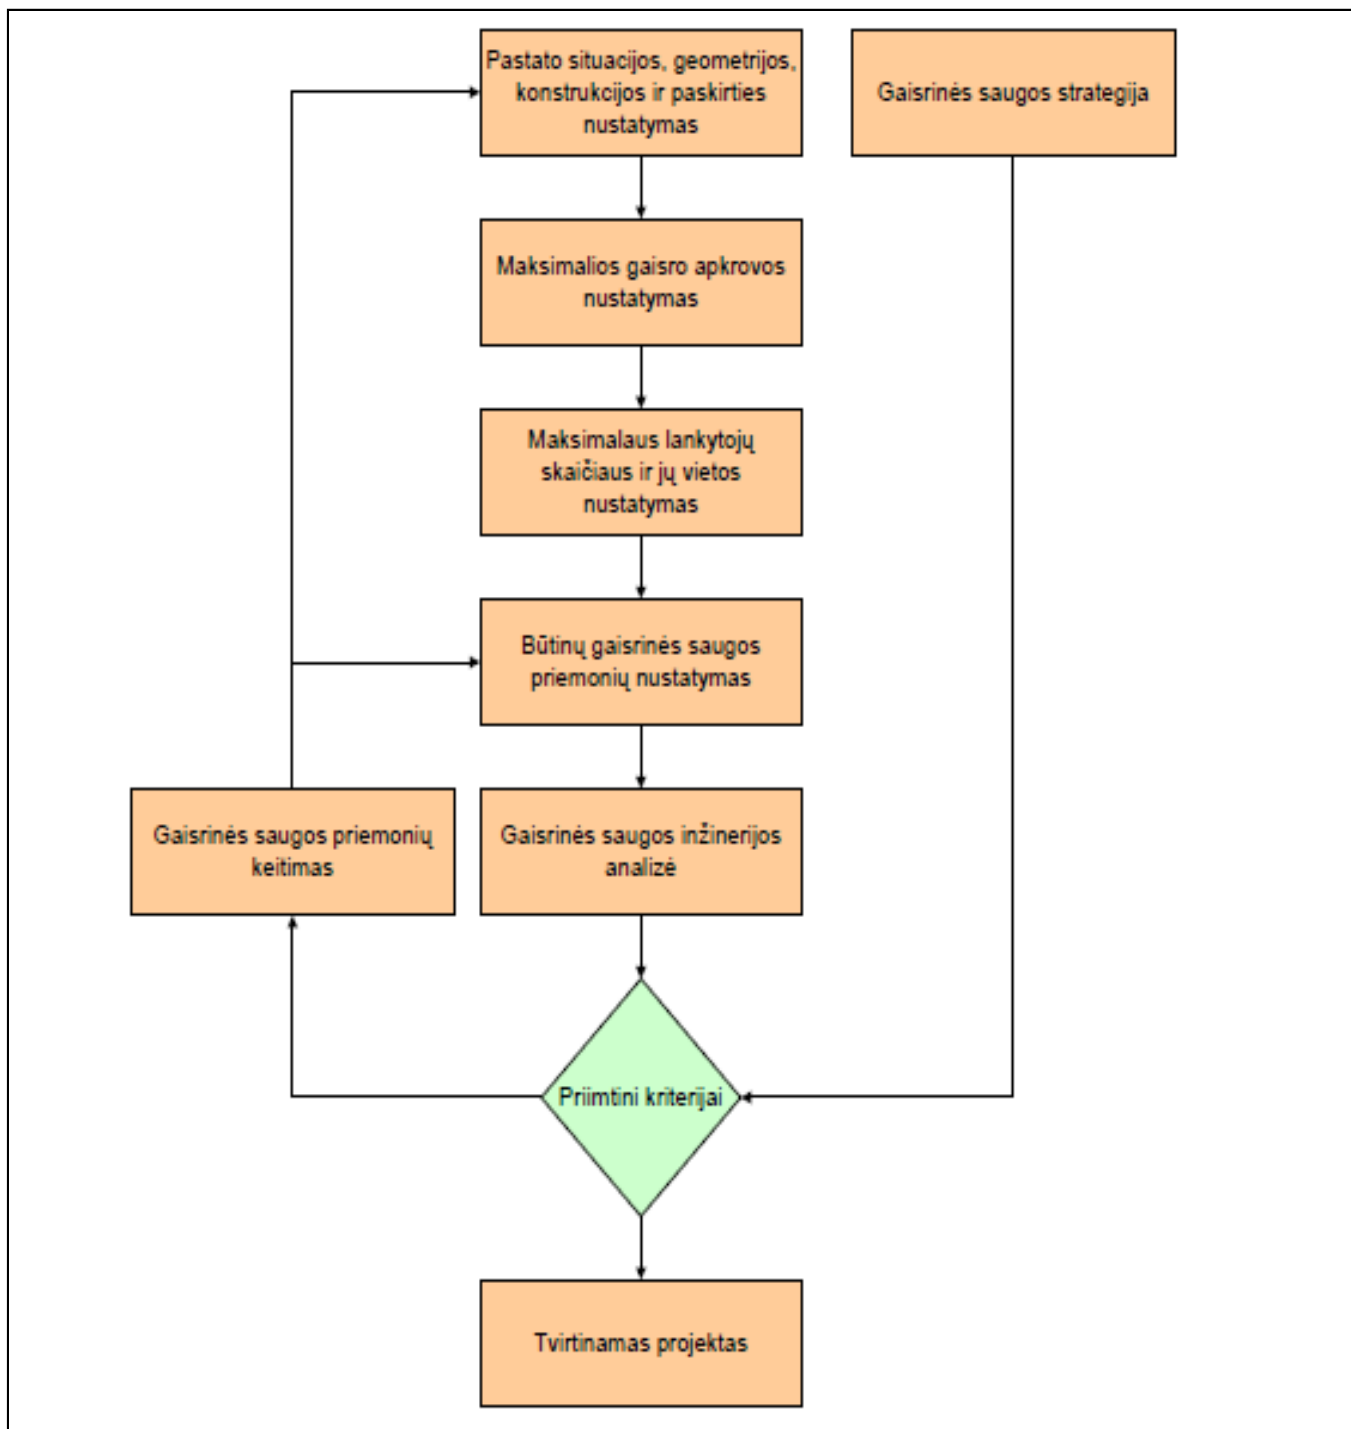 Pastato situacijos, geometrijos,
konstrukcijos ir paskirties
nustatymas
Gaisrinės saugos strategija
Maksimalios gaisro apkrovos
nustatymas
Maksimalaus lankytojų
skaičiaus ir jų vietos
nustatymas
Būtinų gaisrinės saugos
priemonių nustatymas
Gaisrinės saugos priemonių
keitimas
Gaisrinės saugos inžinerijos
analizė
Priimtini kriterijai
Tvirtinamas projektas